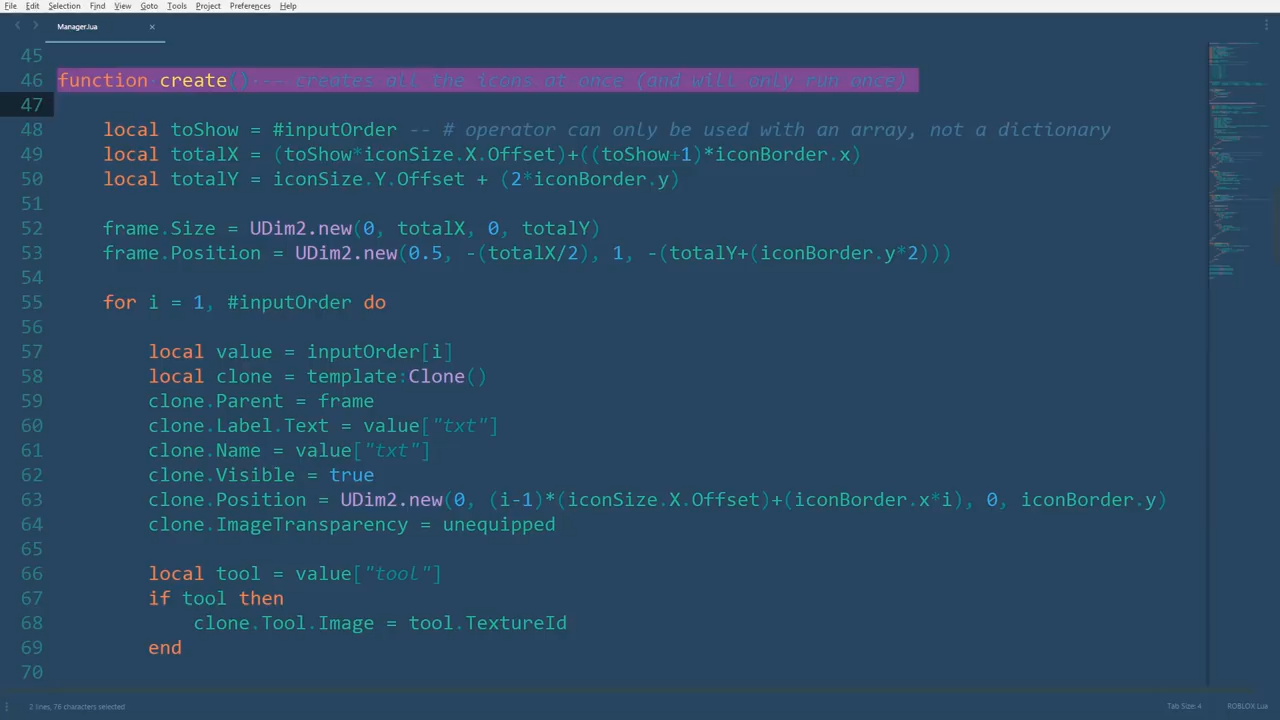 File Edit Selection Find View Goto Tools Project Preferences Help
Manager.lua ×
45
46 function create() -- creates all the icons at once (and will only run once)
47
48 local toShow = #inputOrder -- # operator can only be used with an array, not a dictionary
49 local totalX = (toShow*iconSize.X.Offset)+((toShow+1)*iconBorder.x)
50 local totalY = iconSize.Y.Offset + (2*iconBorder.y)
51
52 frame.Size = UDim2.new(0, totalX, 0, totalY)
53 frame.Position = UDim2.new(0.5, -(totalX/2), 1, -(totalY+(iconBorder.y*2)))
54
55 for i = 1, #inputOrder do
56
57 local value = inputOrder[i]
58 local clone = template:Clone()
59 clone.Parent = frame
60 clone.Label.Text = value["txt"]
61 clone.Name = value["txt"]
62 clone.Visible = true
63 clone.Position = UDim2.new(0, (i-1)*(iconSize.X.Offset)+(iconBorder.x*i), 0, iconBorder.y)
64 clone.ImageTransparency = unequipped
65
66 local tool = value["tool"]
67 if tool then
68 clone.Tool.Image = tool.TextureId
69 end
70
2 lines, 76 characters selected Tab Size: 4 ROBLOX Lua